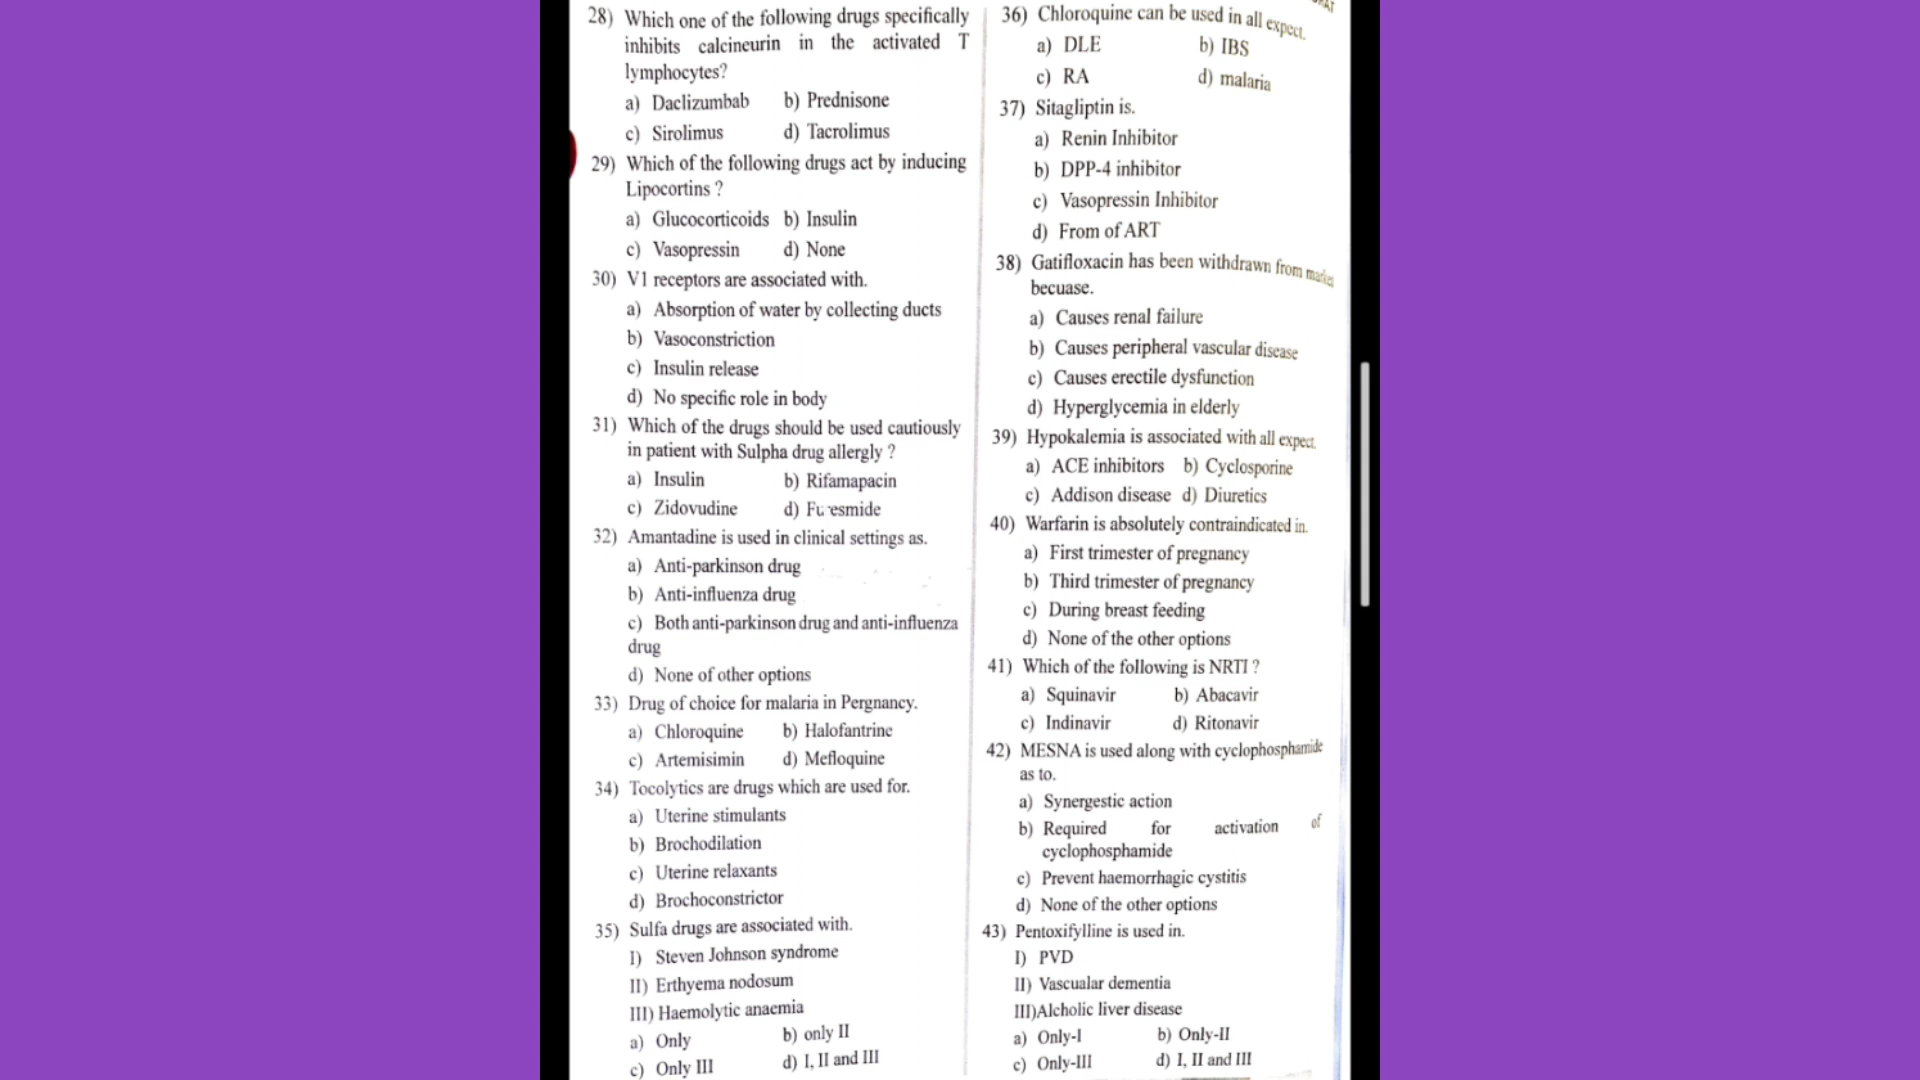 28) Which one of the following drugs specifically
inhibits calcineurin in the activated T
lymphocytes?
a) Daclizumbab b) Prednisone
c) Sirolimus d) Tacrolimus
29) Which of the following drugs act by inducing
Lipocortins ?
a) Glucocorticoids b) Insulin
c) Vasopressin d) None
30) V1 receptors are associated with.
a) Absorption of water by collecting ducts
b) Vasoconstriction
c) Insulin release
d) No specific role in body
31) Which of the drugs should be used cautiously
in patient with Sulpha drug allergly ?
a) Insulin b) Rifamapacin
c) Zidovudine d)
32) Amantadine is used in clinical settings as.
a) Anti-parkinson drug
b) Anti-influenza drug
c) Both anti-parkinson drug and anti-influenza
drug
d) None of other options
33) Drug of choice for malaria in Pergnancy.
a) Chloroquine b) Halofantrine
c) Artemisimin d) Mefloquine
34) Tocolytics are drugs which are used for.
a) Uterine stimulants
b) Brochodilation
c) Uterine relaxants
d) Brochoconstrictor
35) Sulfa drugs are associated with.
I) Steven Johnson syndrome
II) Erthyema nodosum
III) Haemolytic anaemia
a) Only b) only II
c) Only III d) I, II and III
36) Chloroquine can be used in all expect.
a) DLE b) IBS
c) RA d) malaria
37) Sitagliptin is.
a) Renin Inhibitor
b) DPP-4 inhibitor
c) Vasopressin Inhibitor
d) From of ART
38) Gatifloxacin has been withdrawn from market
becuase.
a) Causes renal failure
b) Causes peripheral vascular disease
c) Causes erectile dysfunction
d) Hyperglycemia in elderly
39) Hypokalemia is associated with all expect.
a) ACE inhibitors b) Cyclosporine
c) Addison disease d) Diuretics
40) Warfarin is absolutely contraindicated in.
a) First trimester of pregnancy
b) Third trimester of pregnancy
c) During breast feeding
d) None of the other options
41) Which of the following is NRTI ?
a) Squinavir b) Abacavir
c) Indinavir d) Ritonavir
42) MESNA is used along with cyclophosphamide
as to.
a) Synergestic action
b) Required for activation of
cyclophosphamide
c) Prevent haemorrhagic cystitis
d) None of the other options
43) Pentoxifylline is used in.
I) PVD
II) Vascualar dementia
III)Alcholic liver disease
a) Only-I b) Only-II
c) Only-III d) I, II and III